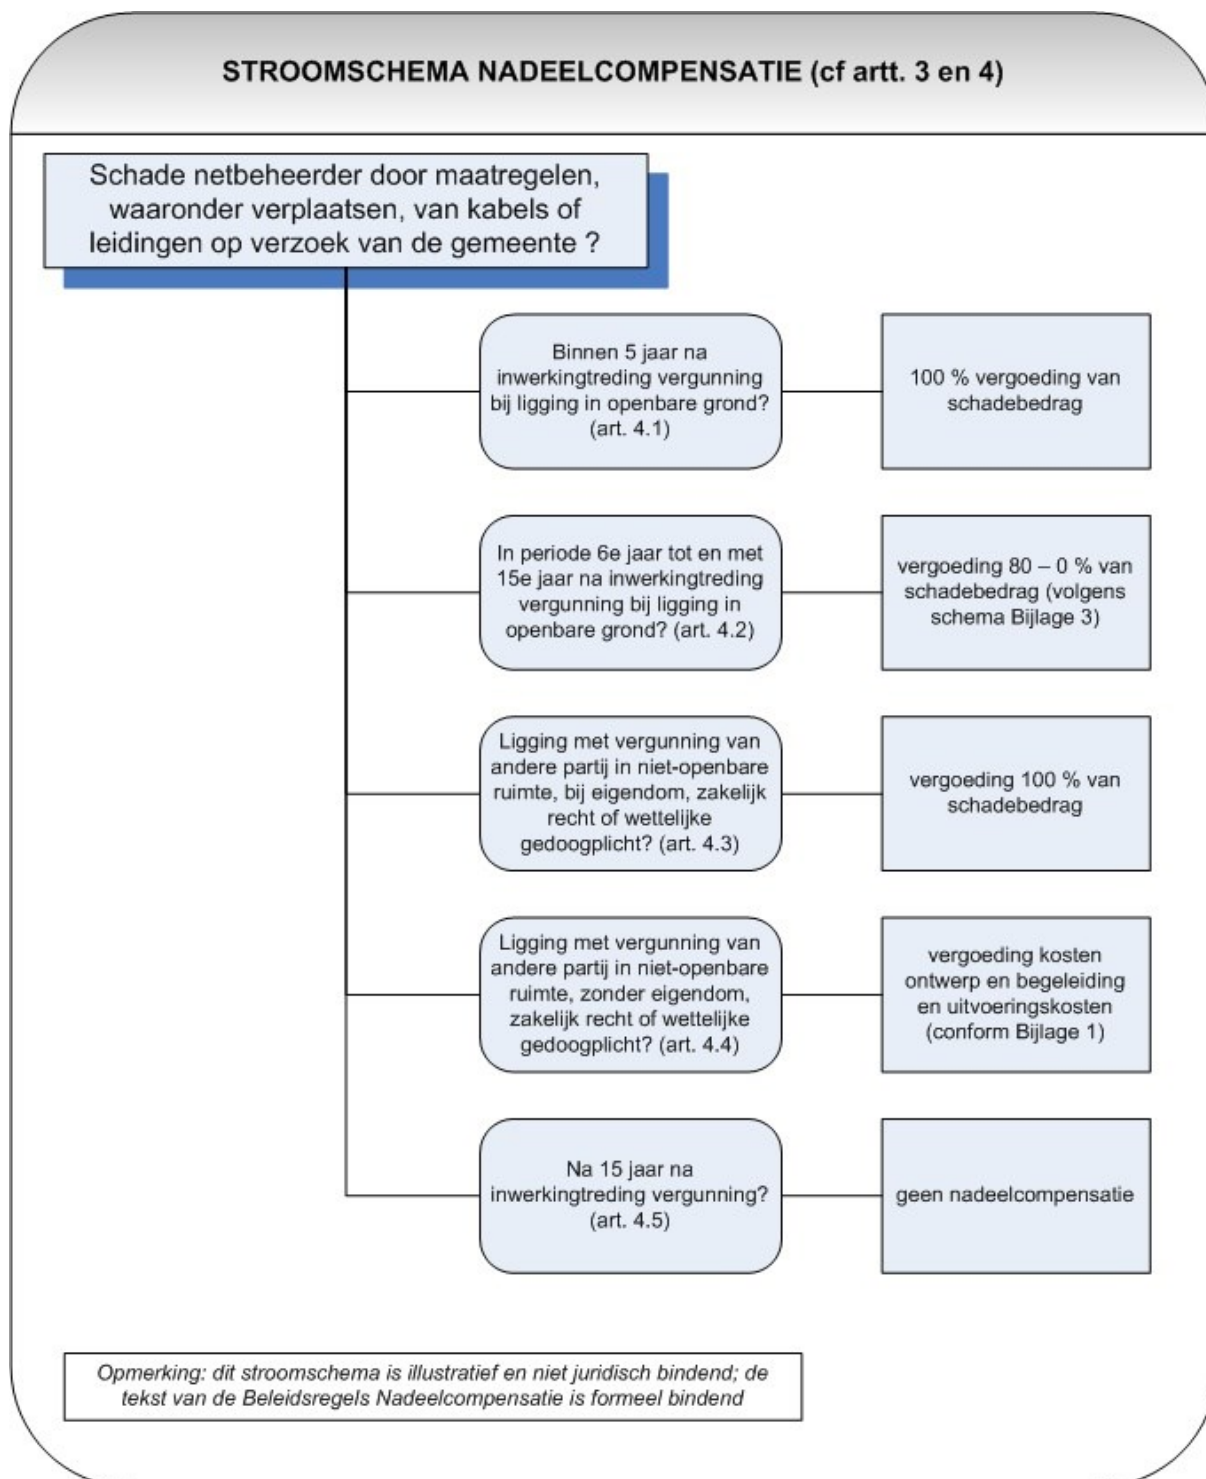 STROOMSCHEMA NADEELCOMPENSATIE (cf artt. 3 en 4)
Schade netbeheerder door maatregelen,
waaronder verplaatsen, van kabels of
leidingen op verzoek van de gemeente ?
Binnen 5 jaar na
inwerkingtreding vergunning
bij ligging in openbare grond?
(art. 4.1)
100 % vergoeding van
schadebedrag
In periode 6e jaar tot en met
15e jaar na inwerkingtreding
vergunning bij ligging in
openbare grond? (art. 4.2)
vergoeding 80 – 0 % van
schadebedrag (volgens
schema Bijlage 3)
Ligging met vergunning van
andere partij in niet-openbare
ruimte, bij eigendom, zakelijk
recht of wettelijke
gedoogplicht? (art. 4.3)
vergoeding 100 % van
schadebedrag
Ligging met vergunning van
andere partij in niet-openbare
ruimte, zonder eigendom,
zakelijk recht of wettelijke
gedoogplicht? (art. 4.4)
vergoeding kosten
ontwerp en begeleiding
en uitvoeringskosten
(conform Bijlage 1)
Na 15 jaar na
inwerkingtreding vergunning?
(art. 4.5)
geen nadeelcompensatie
Opmerking: dit stroomschema is illustratief en niet juridisch bindend; de
tekst van de Beleidsregels Nadeelcompensatie is formeel bindend